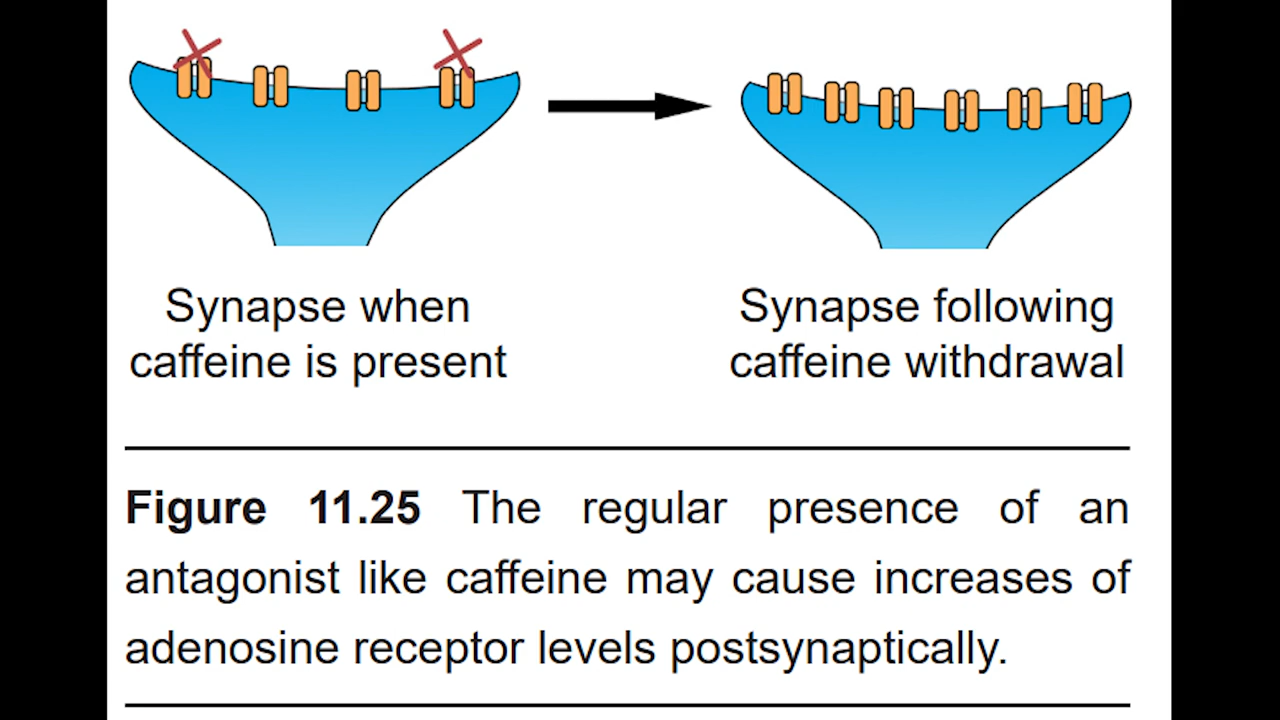 Synapse when
caffeine is present
Synapse following
caffeine withdrawal
Figure 11.25 The regular presence of an
antagonist like caffeine may cause increases of
adenosine receptor levels postsynaptically.